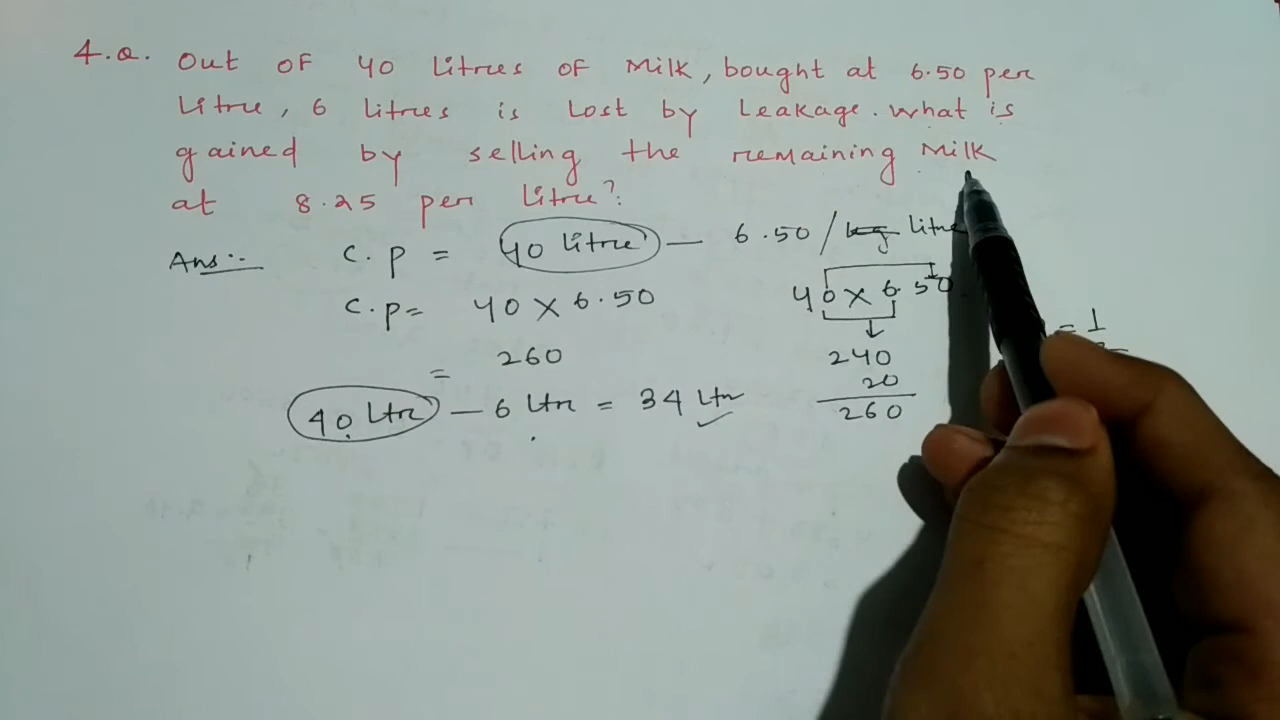 4.Q. Out OF 40 Litres OF Milk, bought at 6.50 per
Litre, 6 litres is Lost by Leakage. What is
gained by selling the remaining Milk
at 8.25 per Litre?
Ans:- C.P = 40 litre — 6.50 / kg litre
C.P = 40 X 6.50 40 X 6.50
= 260 240
20
40 Ltr — 6 Ltr = 34 Ltr 260
= 1